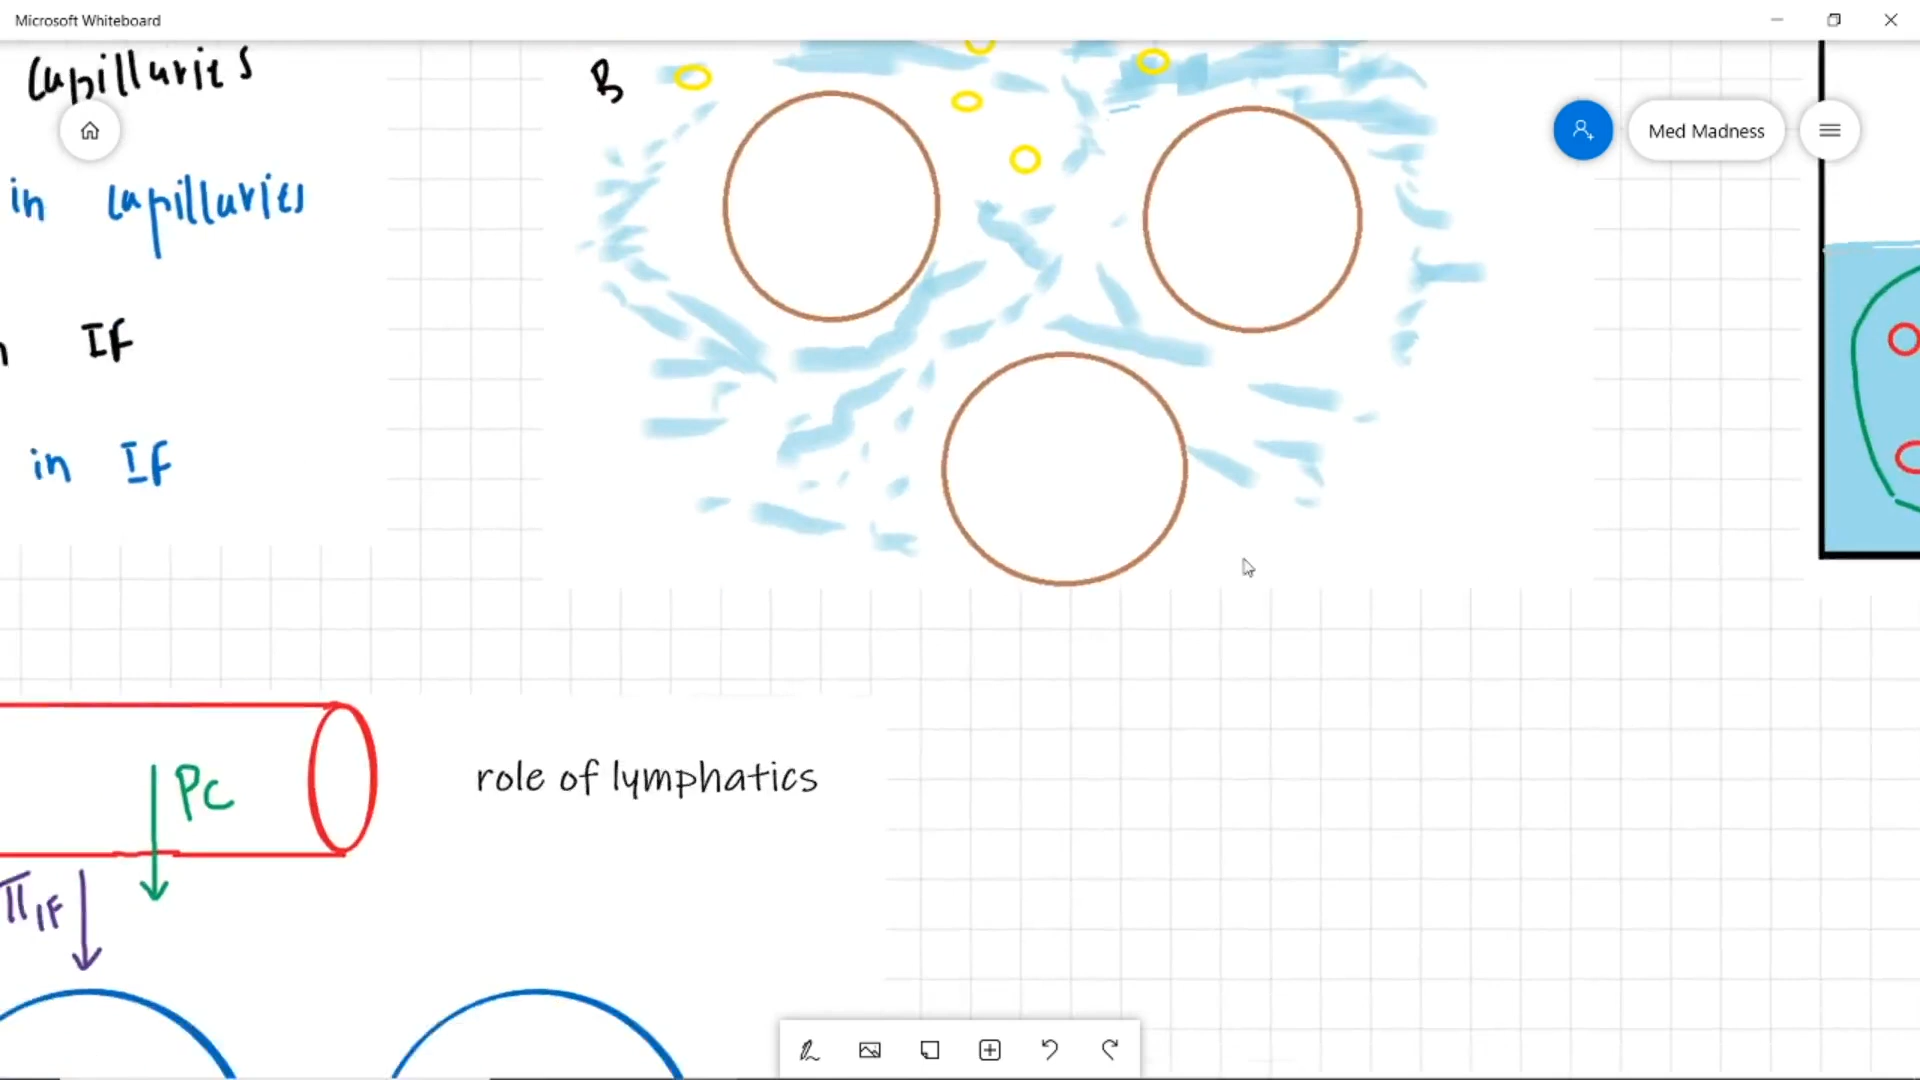 Microsoft Whiteboard
Capillaries
B
Med Madness
in capillaries
IF
in IF
PC
role of lymphatics
πIF